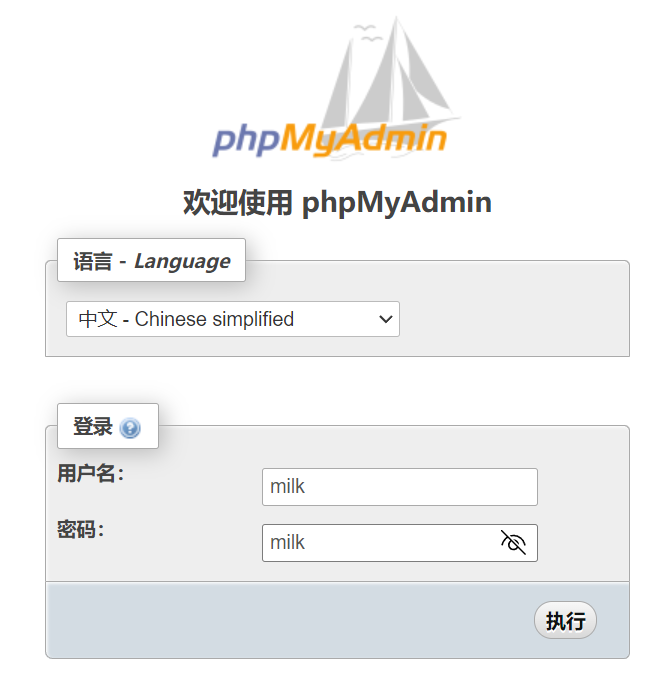 phpMyAdmin
欢迎使用 phpMyAdmin
语言 - Language
中文 - Chinese simplified
登录 ?
用户名：
milk
密码：
milk
执行